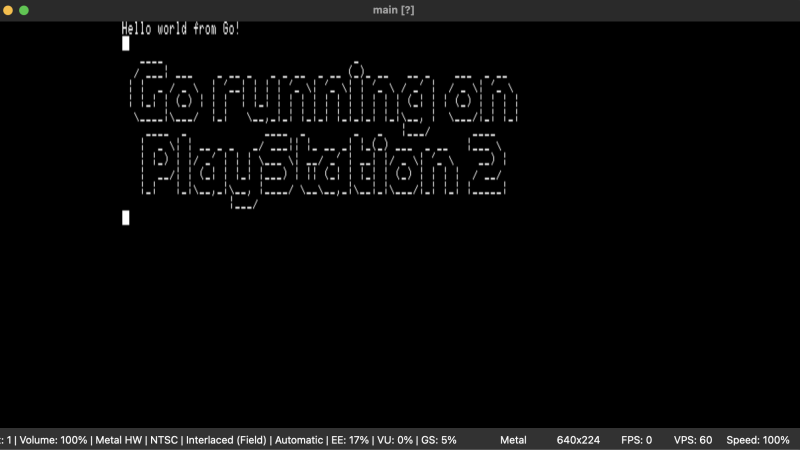 main [?]
Hello world from Go!
Go running on
PlayStation 2
: 1 | Volume: 100% | Metal HW | NTSC | Interlaced (Field) | Automatic | EE: 17% | VU: 0% | GS: 5% Metal 640x224 FPS: 0 VPS: 60 Speed: 100%